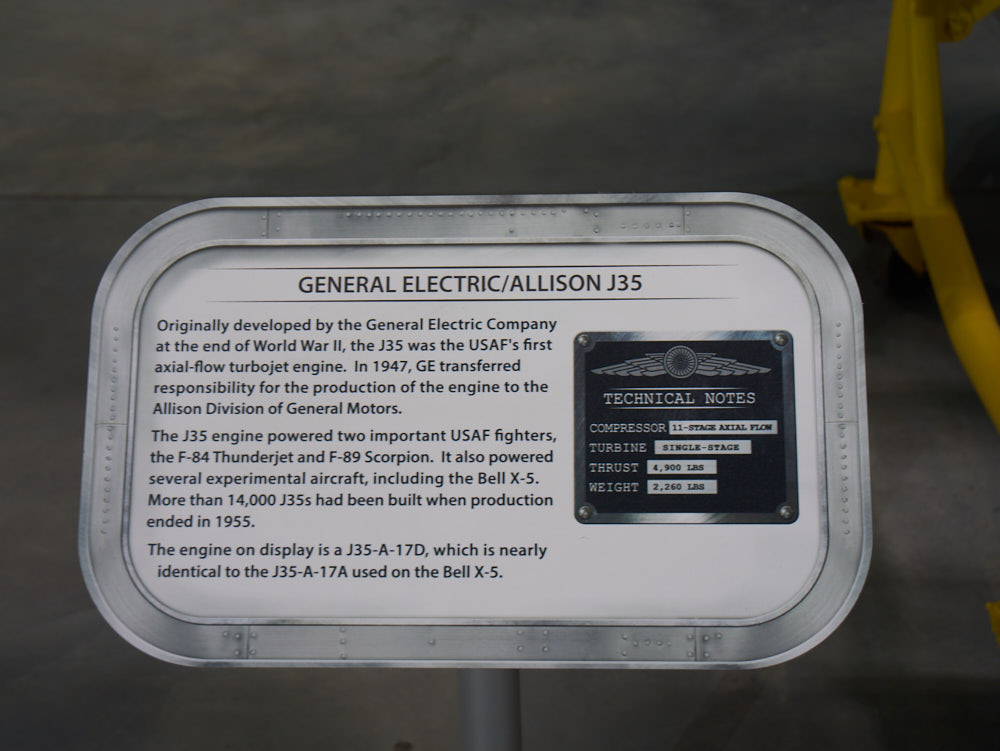 GENERAL ELECTRIC/ALLISON J35
Originally developed by the General Electric Company
at the end of World War II, the J35 was the USAF's first
axial-flow turbojet engine.  In 1947, GE transferred
responsibility for the production of the engine to the
Allison Division of General Motors.
The J35 engine powered two important USAF fighters,
the F-84 Thunderjet and F-89 Scorpion.  It also powered
several experimental aircraft, including the Bell X-5.
More than 14,000 J35s had been built when production
ended in 1955.
The engine on display is a J35-A-17D, which is nearly
identical to the J35-A-17A used on the Bell X-5.
TECHNICAL NOTES
COMPRESSOR 11-STAGE AXIAL FLOW
TURBINE SINGLE-STAGE
THRUST 4,900 LBS
WEIGHT 2,260 LBS